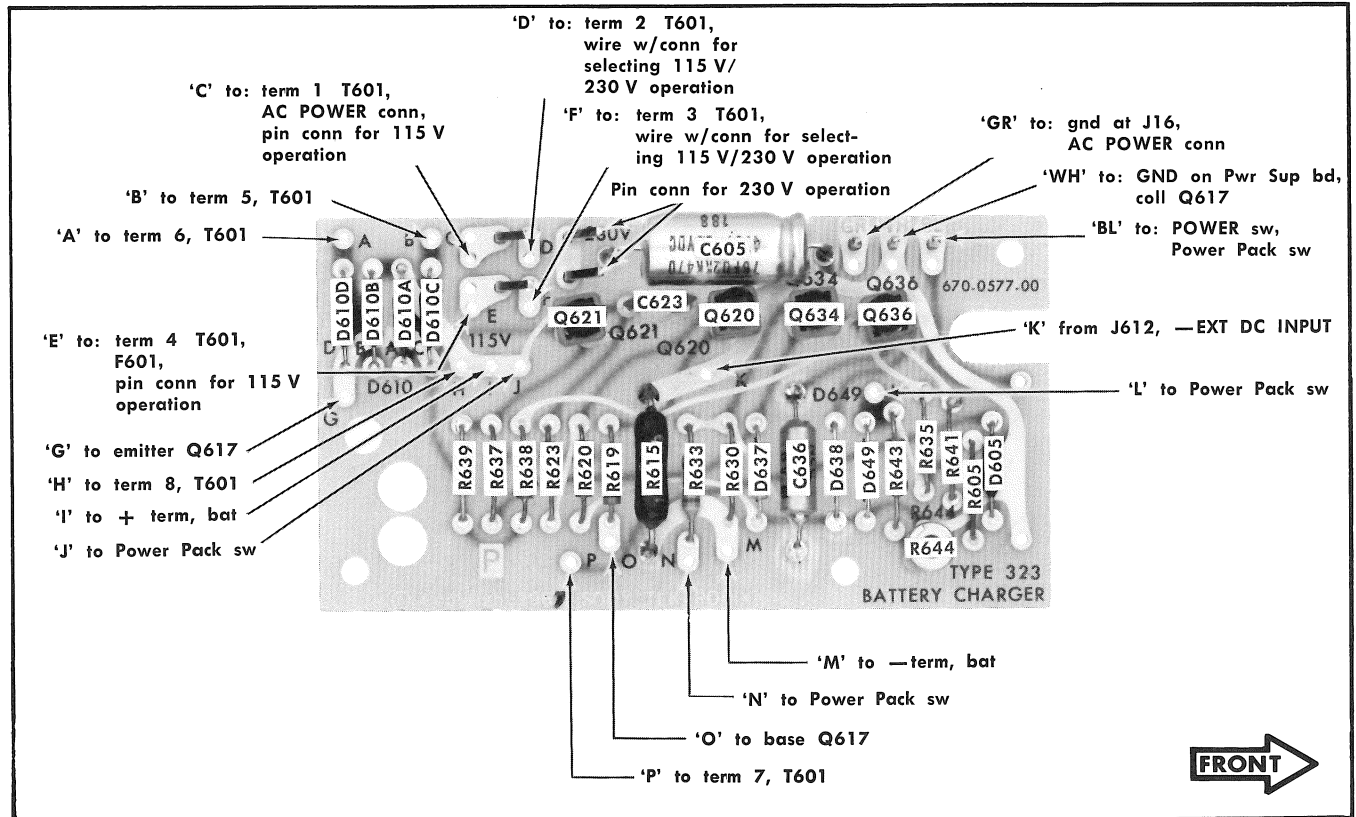 'D' to: term 2 T601,
wire w/conn for
selecting 115 V/
230 V operation
'C' to: term 1 T601,
AC POWER conn,
pin conn for 115 V
operation
'F' to: term 3 T601,
wire w/conn for select-
ing 115 V/230 V operation
Pin conn for 230 V operation
'GR' to: gnd at J16,
AC POWER conn
'WH' to: GND on Pwr Sup bd,
coll Q617
'BL' to: POWER sw,
Power Pack sw
'B' to term 5, T601
'A' to term 6, T601
A
B
C
D
230V
188
C605
GR
Q634
Q636
670-0577-00
D610D
D610B
D610A
D610C
E
115V
Q621
C623
Q620
Q634
Q636
Q621
Q620
'K' from J612, —EXT DC INPUT
'E' to: term 4 T601,
F601,
pin conn for 115 V
operation
D610
H
J
K
D649
'L' to Power Pack sw
G
'G' to emitter Q617
'H' to term 8, T601
'I' to + term, bat
'J' to Power Pack sw
R639
R637
R638
R623
R620
R619
R615
R633
R630
D637
C636
D638
D649
R643
R635
R641
R605
D605
R644
R644
P
P
O
N
M
TYPE 323
BATTERY CHARGER
'M' to —term, bat
'N' to Power Pack sw
'O' to base Q617
'P' to term 7, T601
FRONT